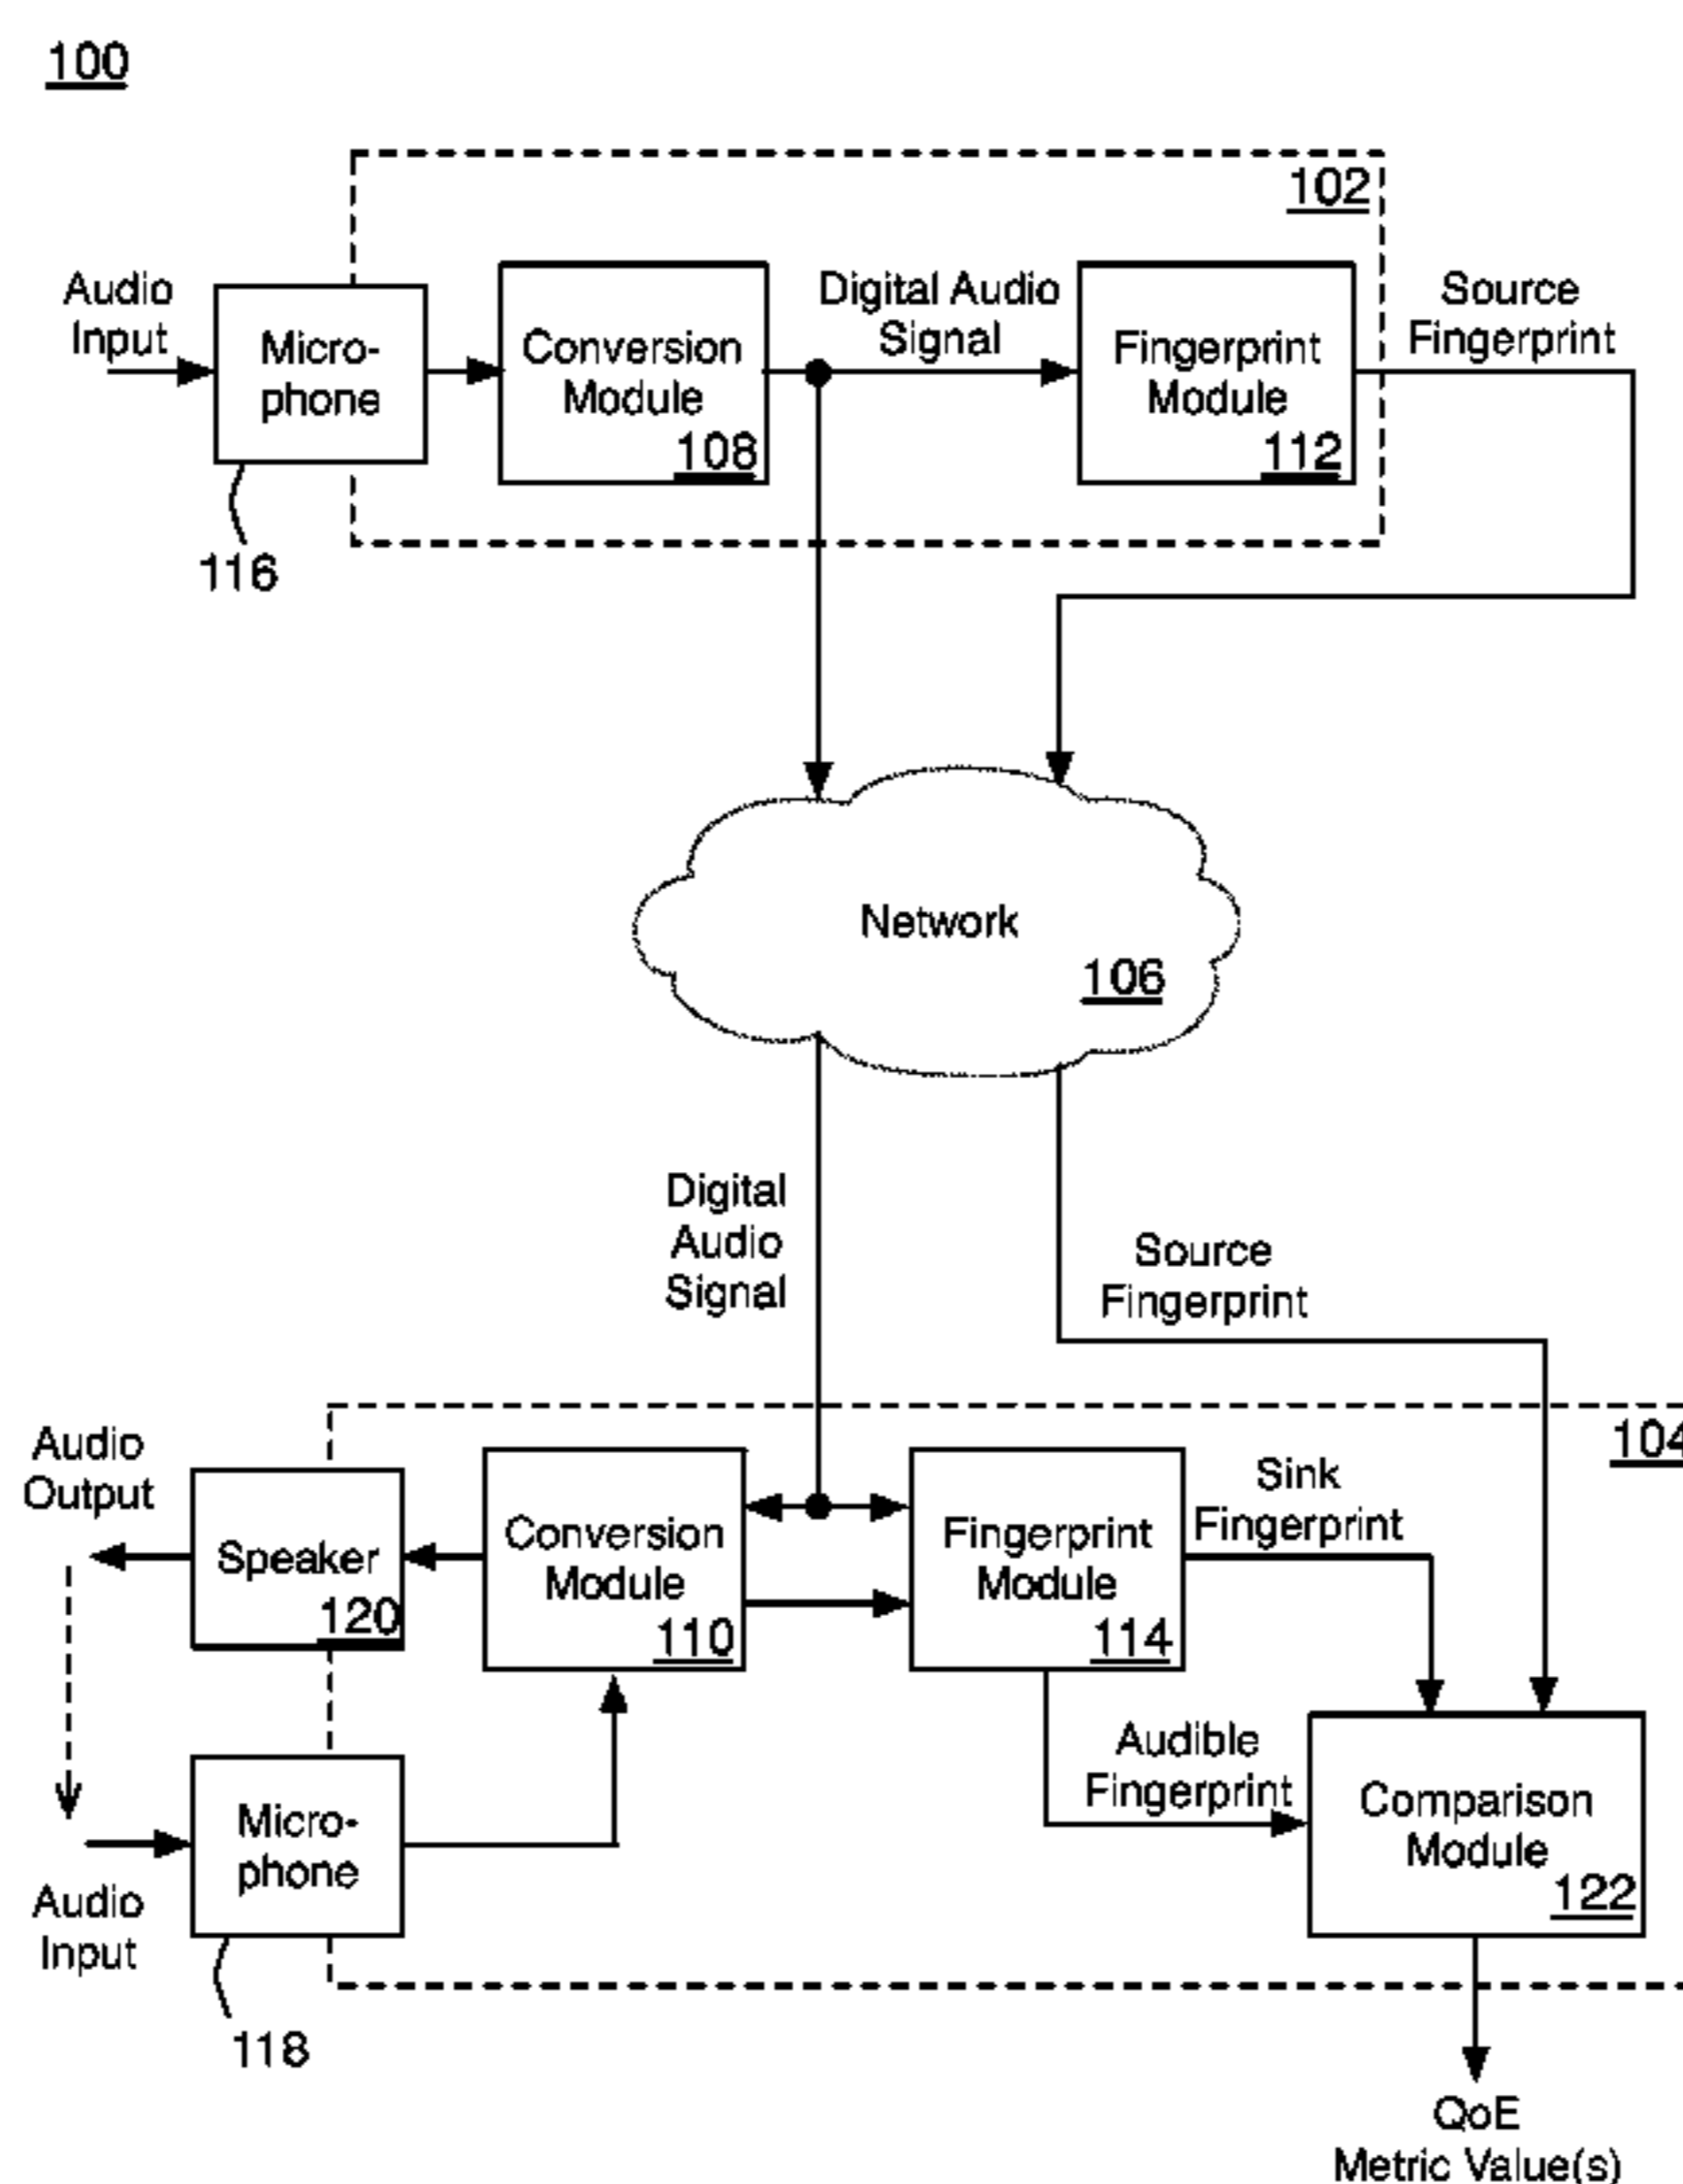 100
102
Audio
Input
Micro-
phone
116
Conversion
Module
108
Digital Audio
Signal
Fingerprint
Module
112
Source
Fingerprint
Network
106
Digital
Audio
Signal
Source
Fingerprint
104
Audio
Output
Speaker
120
Conversion
Module
110
Fingerprint
Module
114
Sink
Fingerprint
Audible
Fingerprint
Micro-
phone
Audio
Input
118
Comparison
Module
122
QoE
Metric Value(s)